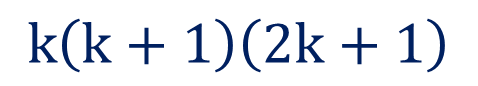 k(k + 1)(2k + 1)